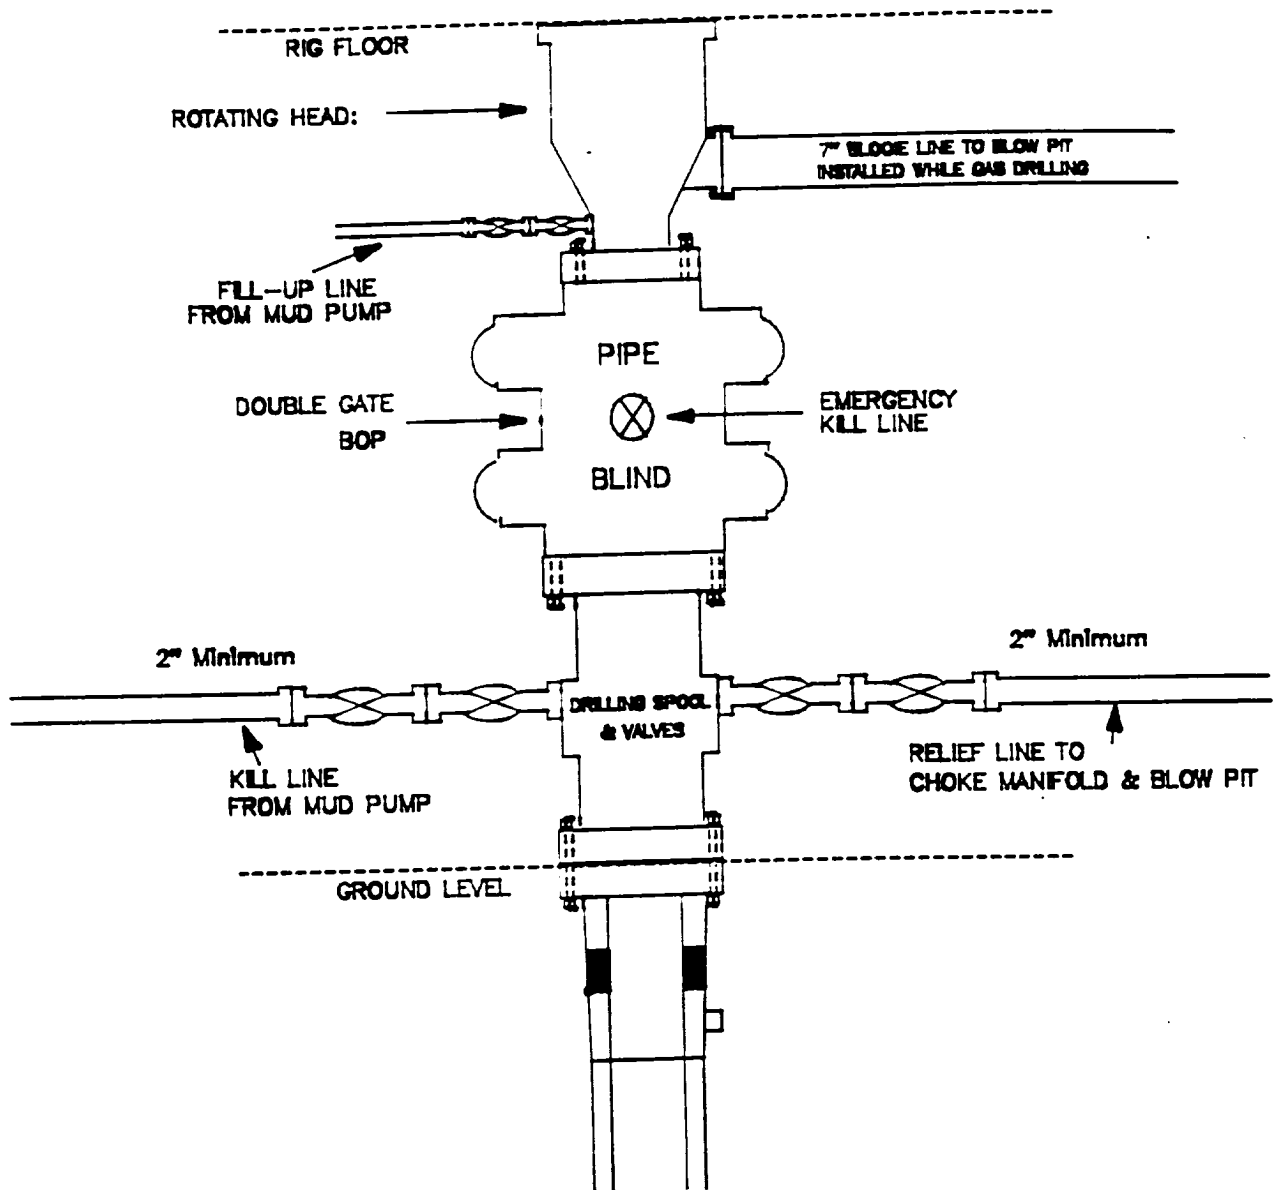 RIG FLOOR
ROTATING HEAD:
7" BLOOIE LINE TO BLOW PIT
INSTALLED WHILE GAS DRILLING
FILL-UP LINE
FROM MUD PUMP
PIPE
DOUBLE GATE
BOP
EMERGENCY
KILL LINE
BLIND
2" Minimum
2" Minimum
DRILLING SPOOL
& VALVES
KILL LINE
FROM MUD PUMP
RELIEF LINE TO
CHOKE MANIFOLD & BLOW PIT
GROUND LEVEL